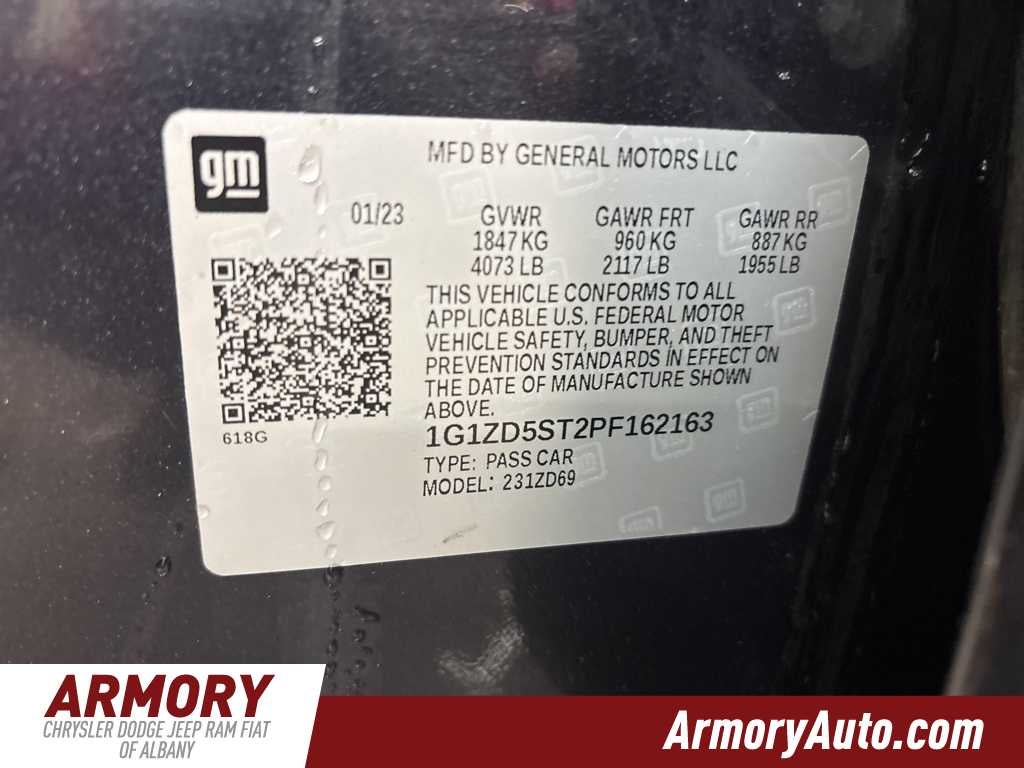 gm
MFD BY GENERAL MOTORS LLC
01/23 GVWR GAWR FRT GAWR RR
1847 KG 960 KG 887 KG
4073 LB 2117 LB 1955 LB
THIS VEHICLE CONFORMS TO ALL
APPLICABLE U.S. FEDERAL MOTOR
VEHICLE SAFETY, BUMPER, AND THEFT
PREVENTION STANDARDS IN EFFECT ON
THE DATE OF MANUFACTURE SHOWN
ABOVE.
618G
1G1ZD5ST2PF162163
TYPE: PASS CAR
MODEL: 231ZD69
ARMORY
CHRYSLER DODGE JEEP RAM FIAT
OF ALBANY
ArmoryAuto.com